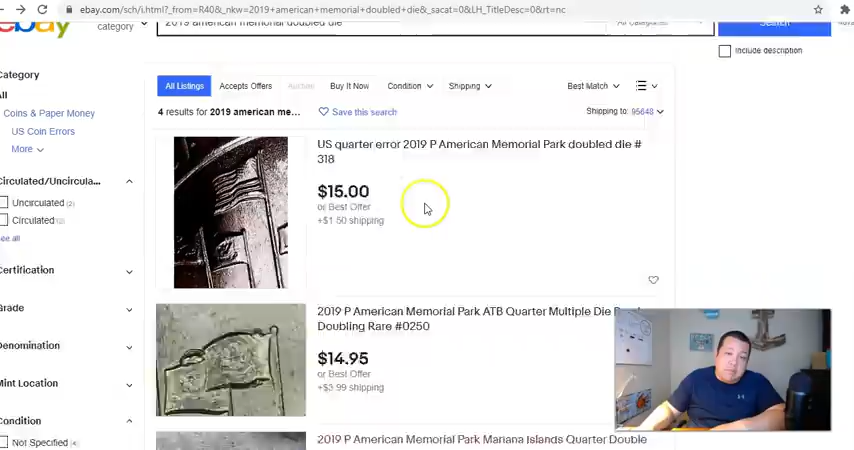 ebay.com/sch/i.html?_from=R40&_nkw=2019+american+memorial+doubled+die&_sacat=0&LH_TitleDesc=0&rt=nc
ebay
category
2019 american memorial doubled die
All Categories
Search
Include description
Category
All
Coins & Paper Money
US Coin Errors
More
Circulated/Uncircula...
Uncirculated (2)
Circulated
See all
Certification
Grade
Denomination
Mint Location
Condition
Not Specified (4)
All Listings
Accepts Offers
Auction
Buy It Now
Condition
Shipping
Best Match
4 results for 2019 american me...
Save this search
Shipping to: 95648
US quarter error 2019 P American Memorial Park doubled die #
318
$15.00
or Best Offer
+$1.50 shipping
2019 P American Memorial Park ATB Quarter Multiple Die
Doubling Rare #0250
$14.95
or Best Offer
+$3.99 shipping
2019 P American Memorial Park Mariana Islands Quarter Double